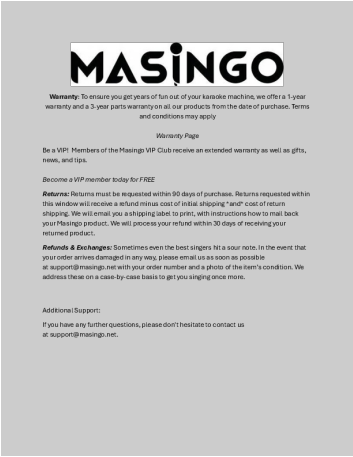 MASINGO
Warranty: To ensure you get years of fun out of your karaoke machine, we offer a 1-year
warranty and a 3-year parts warranty on all our products from the date of purchase. Terms
and conditions may apply
Warranty Page
Be a VIP! Members of the Masingo VIP Club receive an extended warranty as well as gifts,
news, and tips.
Become a VIP member today for FREE
Returns: Returns must be requested within 90 days of purchase. Returns requested within
this window will receive a refund minus cost of initial shipping *and* cost of return
shipping. We will email you a shipping label to print, with instructions how to mail back
your Masingo product. We will process your refund within 30 days of receiving your
returned product.
Refunds & Exchanges: Sometimes even the best singers hit a sour note. In the event that
your order arrives damaged in any way, please email us as soon as possible
at support@masingo.net with your order number and a photo of the item's condition. We
address these on a case-by-case basis to get you singing once more.
Additional Support:
If you have any further questions, please don't hesitate to contact us
at support@masingo.net.